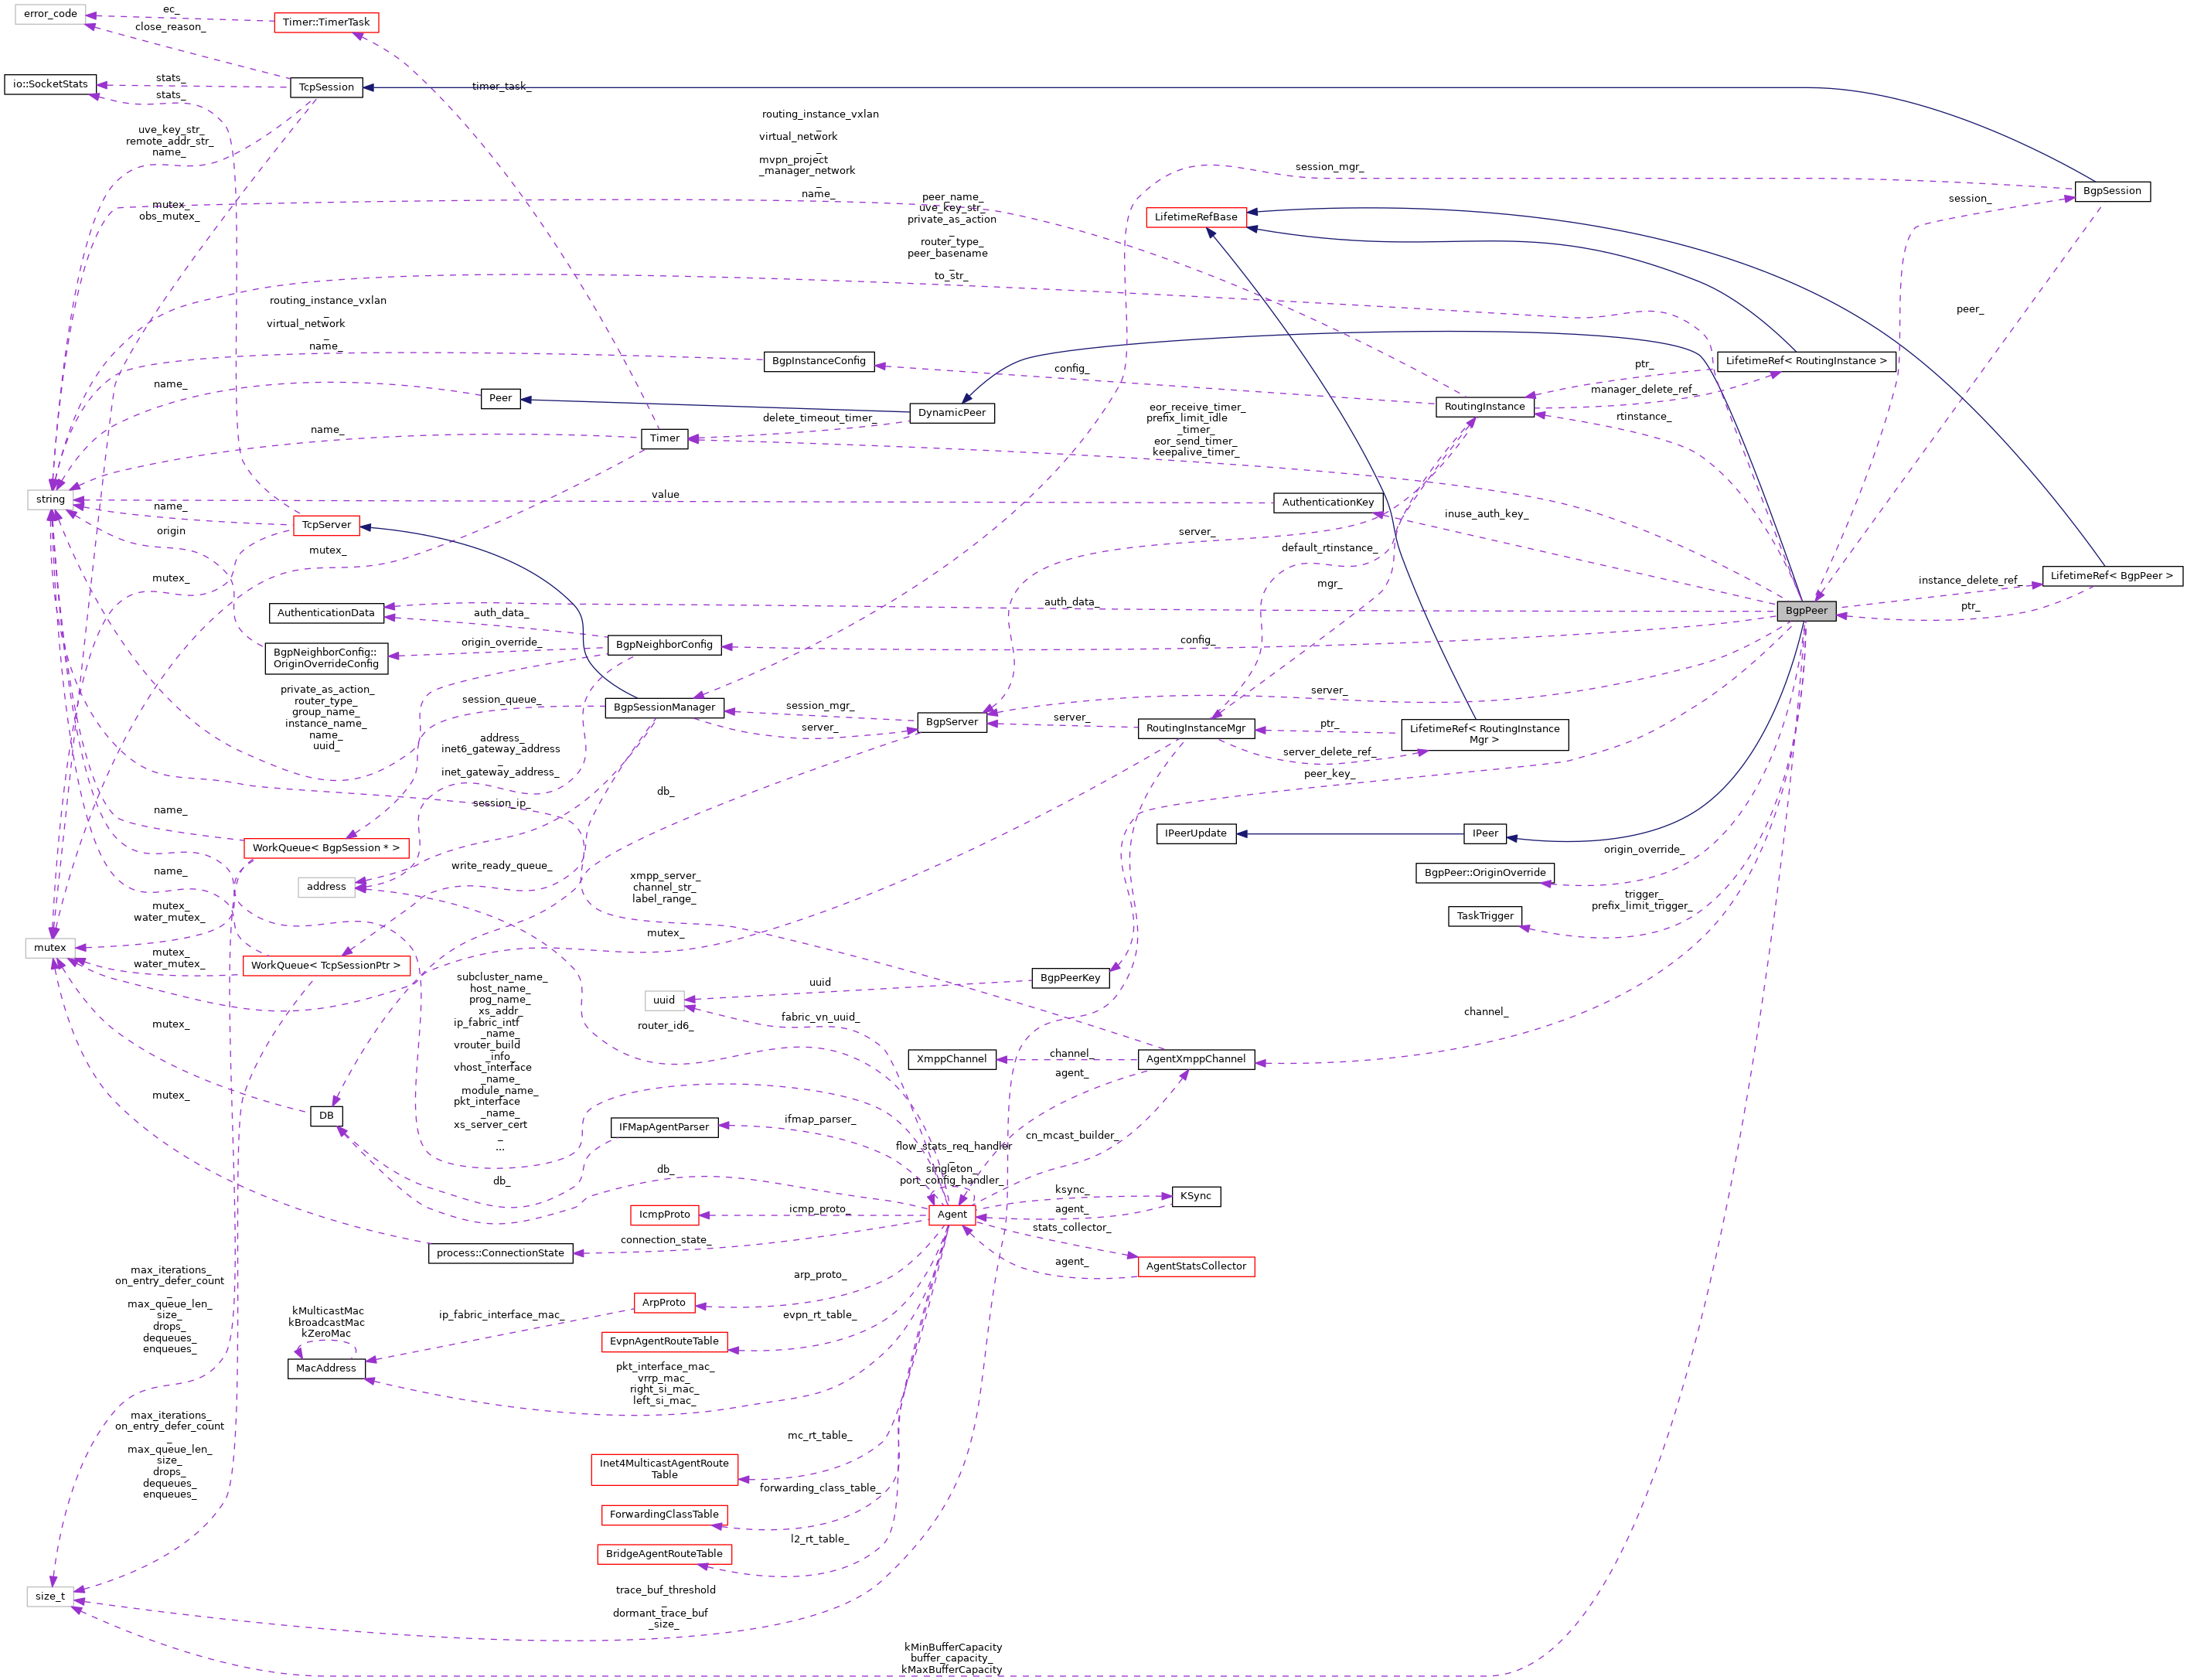 error_code
ec_
Timer::TimerTask
close_reason_
io::SocketStats
stats_
stats_
TcpSession
timer_task_
uve_key_str_
remote_addr_str_
name_
routing_instance_vxlan
_
virtual_network
_
mvpn_project
_manager_network
_
name_
session_mgr_
BgpSession
session_
mutex_
obs_mutex_
peer_name_
uve_key_str_
private_as_action
_
router_type_
peer_basename
_
to_str_
LifetimeRefBase
peer_
routing_instance_vxlan
_
virtual_network
_
name_
BgpInstanceConfig
config_
ptr_
LifetimeRef< RoutingInstance >
name_
Peer
DynamicPeer
manager_delete_ref_
RoutingInstance
rtinstance_
name_
Timer
delete_timeout_timer_
eor_receive_timer_
prefix_limit_idle
_timer_
eor_send_timer_
keepalive_timer_
string
value
AuthenticationKey
inuse_auth_key_
name_
TcpServer
origin
mutex_
server_
default_rtinstance_
mutex_
mgr_
instance_delete_ref_
LifetimeRef< BgpPeer >
ptr_
BgpPeer
AuthenticationData
auth_data_
auth_data_
BgpNeighborConfig::
OriginOverrideConfig
origin_override_
BgpNeighborConfig
config_
private_as_action_
router_type_
group_name_
instance_name_
name_
uuid_
session_queue_
BgpSessionManager
session_mgr_
server_
BgpServer
server_
server_
RoutingInstanceMgr
ptr_
server_delete_ref_
LifetimeRef< RoutingInstance
Mgr >
address_
inet6_gateway_address
_
inet_gateway_address_
peer_key_
session_ip_
db_
name_
WorkQueue< BgpSession * >
IPeerUpdate
IPeer
origin_override_
write_ready_queue_
name_
address
xmpp_server_
channel_str_
label_range_
BgpPeer::OriginOverride
trigger_
prefix_limit_trigger_
mutex_
water_mutex_
TaskTrigger
mutex
mutex_
mutex_
water_mutex_
WorkQueue< TcpSessionPtr >
BgpPeerKey
uuid
uuid
subcluster_name_
host_name_
prog_name_
xs_addr_
ip_fabric_intf
_name_
vrouter_build
_info_
vhost_interface
_name_
module_name_
pkt_interface
_name_
xs_server_cert
_
...
router_id6_
fabric_vn_uuid_
channel_
mutex_
XmppChannel
channel_
AgentXmppChannel
agent_
mutex_
DB
IFMapAgentParser
ifmap_parser_
cn_mcast_builder_
flow_stats_req_handler
_
singleton_
port_config_handler_
db_
db_
ksync_
KSync
agent_
IcmpProto
icmp_proto_
Agent
stats_collector_
process::ConnectionState
connection_state_
agent_
AgentStatsCollector
max_iterations_
on_entry_defer_count
_
max_queue_len_
size_
drops_
dequeues_
enqueues_
arp_proto_
ArpProto
kMulticastMac
kBroadcastMac
kZeroMac
ip_fabric_interface_mac_
evpn_rt_table_
EvpnAgentRouteTable
MacAddress
pkt_interface_mac_
vrrp_mac_
right_si_mac_
left_si_mac_
max_iterations_
on_entry_defer_count
_
max_queue_len_
size_
drops_
dequeues_
enqueues_
mc_rt_table_
Inet4MulticastAgentRoute
Table
forwarding_class_table_
ForwardingClassTable
l2_rt_table_
BridgeAgentRouteTable
size_t
trace_buf_threshold
_
dormant_trace_buf
_size_
kMinBufferCapacity
buffer_capacity_
kMaxBufferCapacity